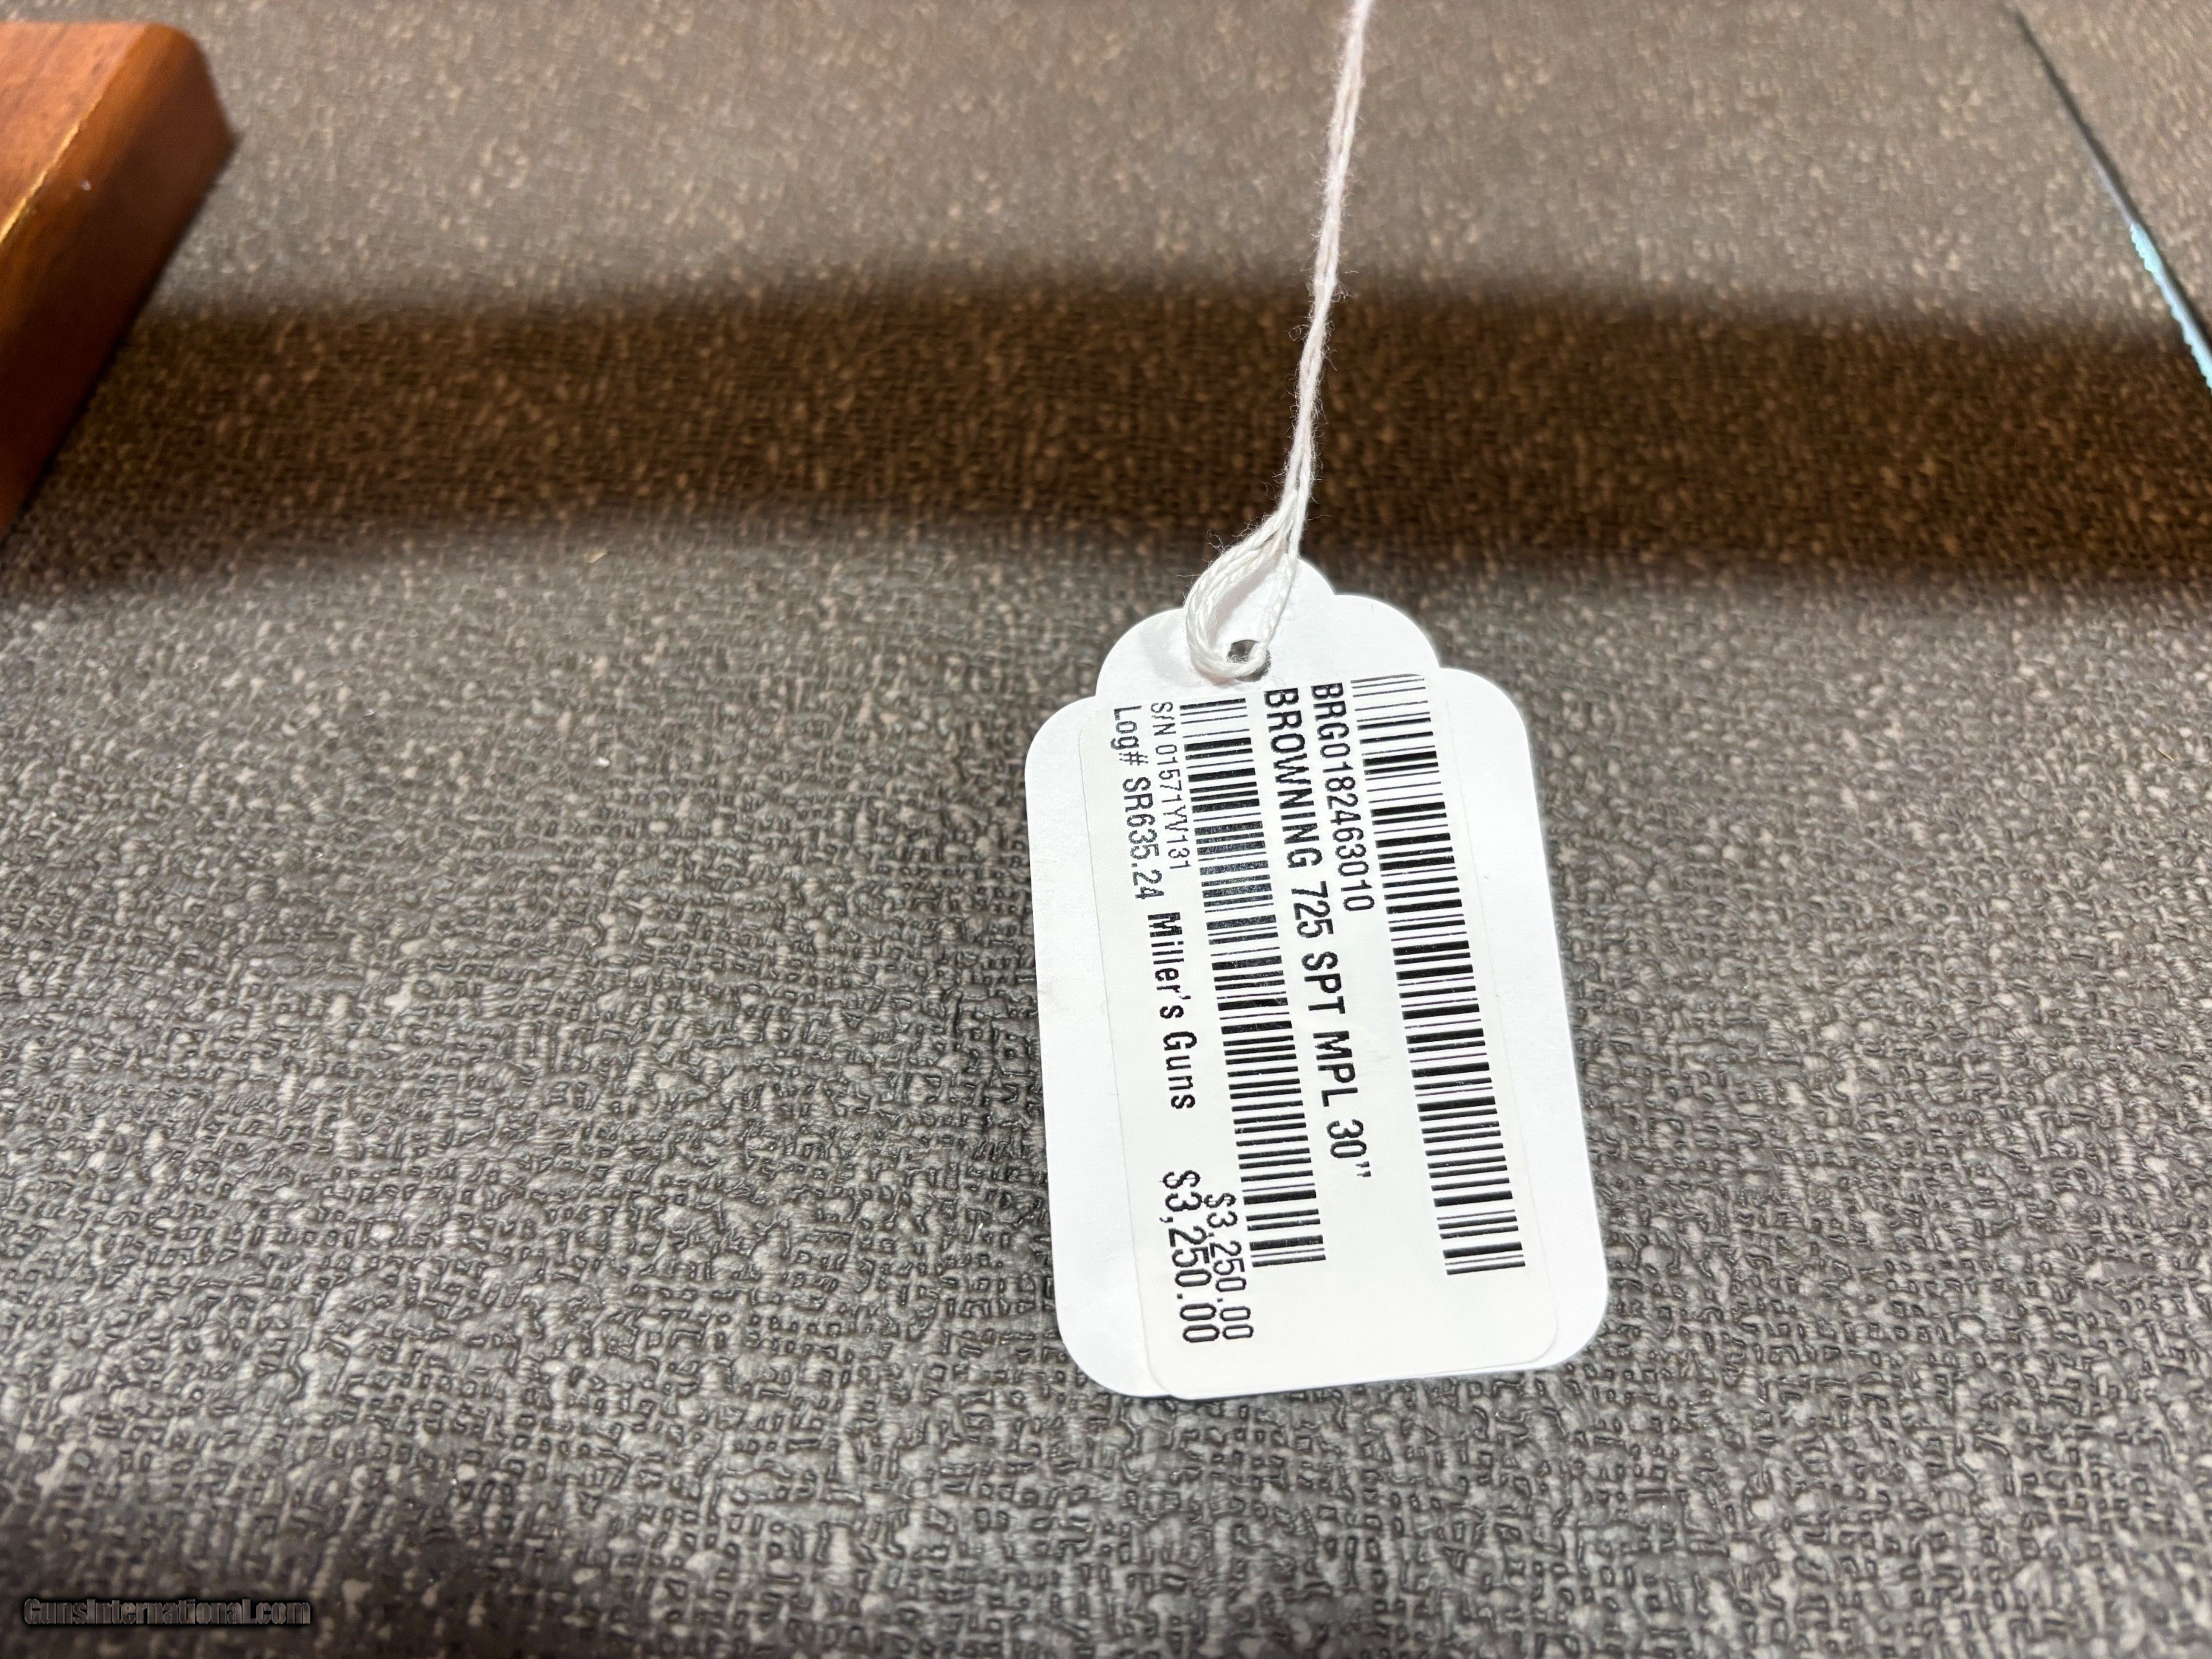 BRG0182463010
BROWNING 725 SPT MPL 30"
S/N 01571YV131
$3,250.00
Log# SR635.24 Miller's Guns $3,250.00
GunsInternational.com